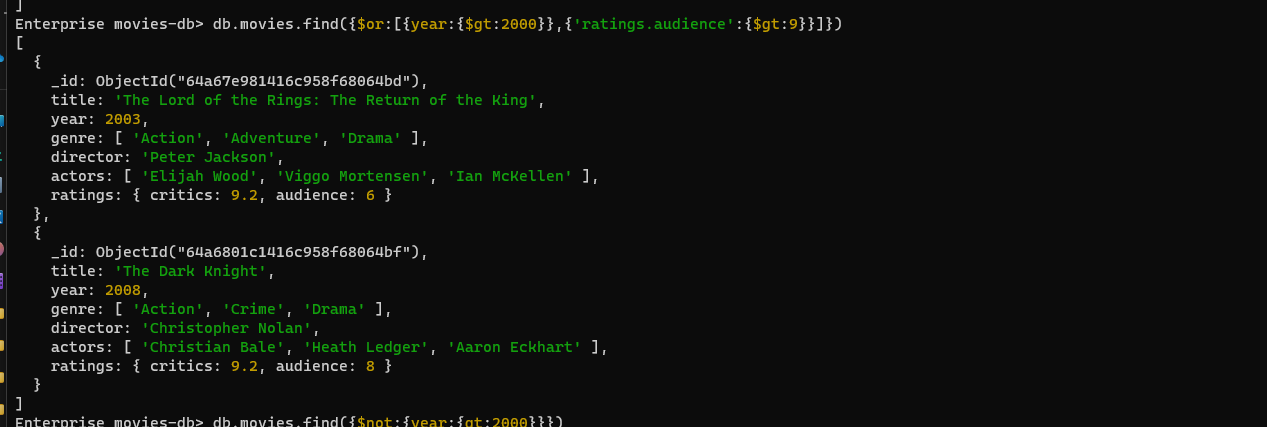 ]
Enterprise movies-db> db.movies.find({$or:[{year:{$gt:2000}},{'ratings.audience':{$gt:9}}]})
[
  {
    _id: ObjectId("64a67e981416c958f68064bd"),
    title: 'The Lord of the Rings: The Return of the King',
    year: 2003,
    genre: [ 'Action', 'Adventure', 'Drama' ],
    director: 'Peter Jackson',
    actors: [ 'Elijah Wood', 'Viggo Mortensen', 'Ian McKellen' ],
    ratings: { critics: 9.2, audience: 6 }
  },
  {
    _id: ObjectId("64a6801c1416c958f68064bf"),
    title: 'The Dark Knight',
    year: 2008,
    genre: [ 'Action', 'Crime', 'Drama' ],
    director: 'Christopher Nolan',
    actors: [ 'Christian Bale', 'Heath Ledger', 'Aaron Eckhart' ],
    ratings: { critics: 9.2, audience: 8 }
  }
]
Enterprise movies-db> db.movies.find({$not:{year:{gt:2000}}})